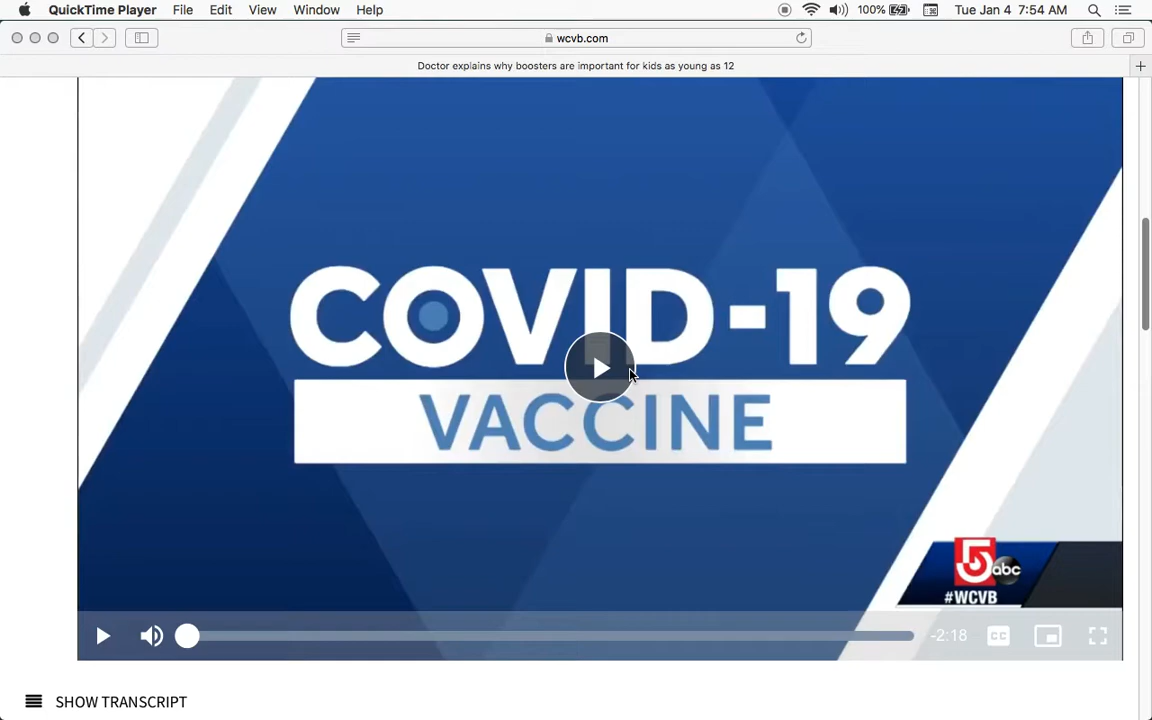 QuickTime Player File Edit View Window Help 100% Tue Jan 4 7:54 AM
wcvb.com
Doctor explains why boosters are important for kids as young as 12
COVID-19
VACCINE
5 abc
#WCVB
-2:18 CC
SHOW TRANSCRIPT